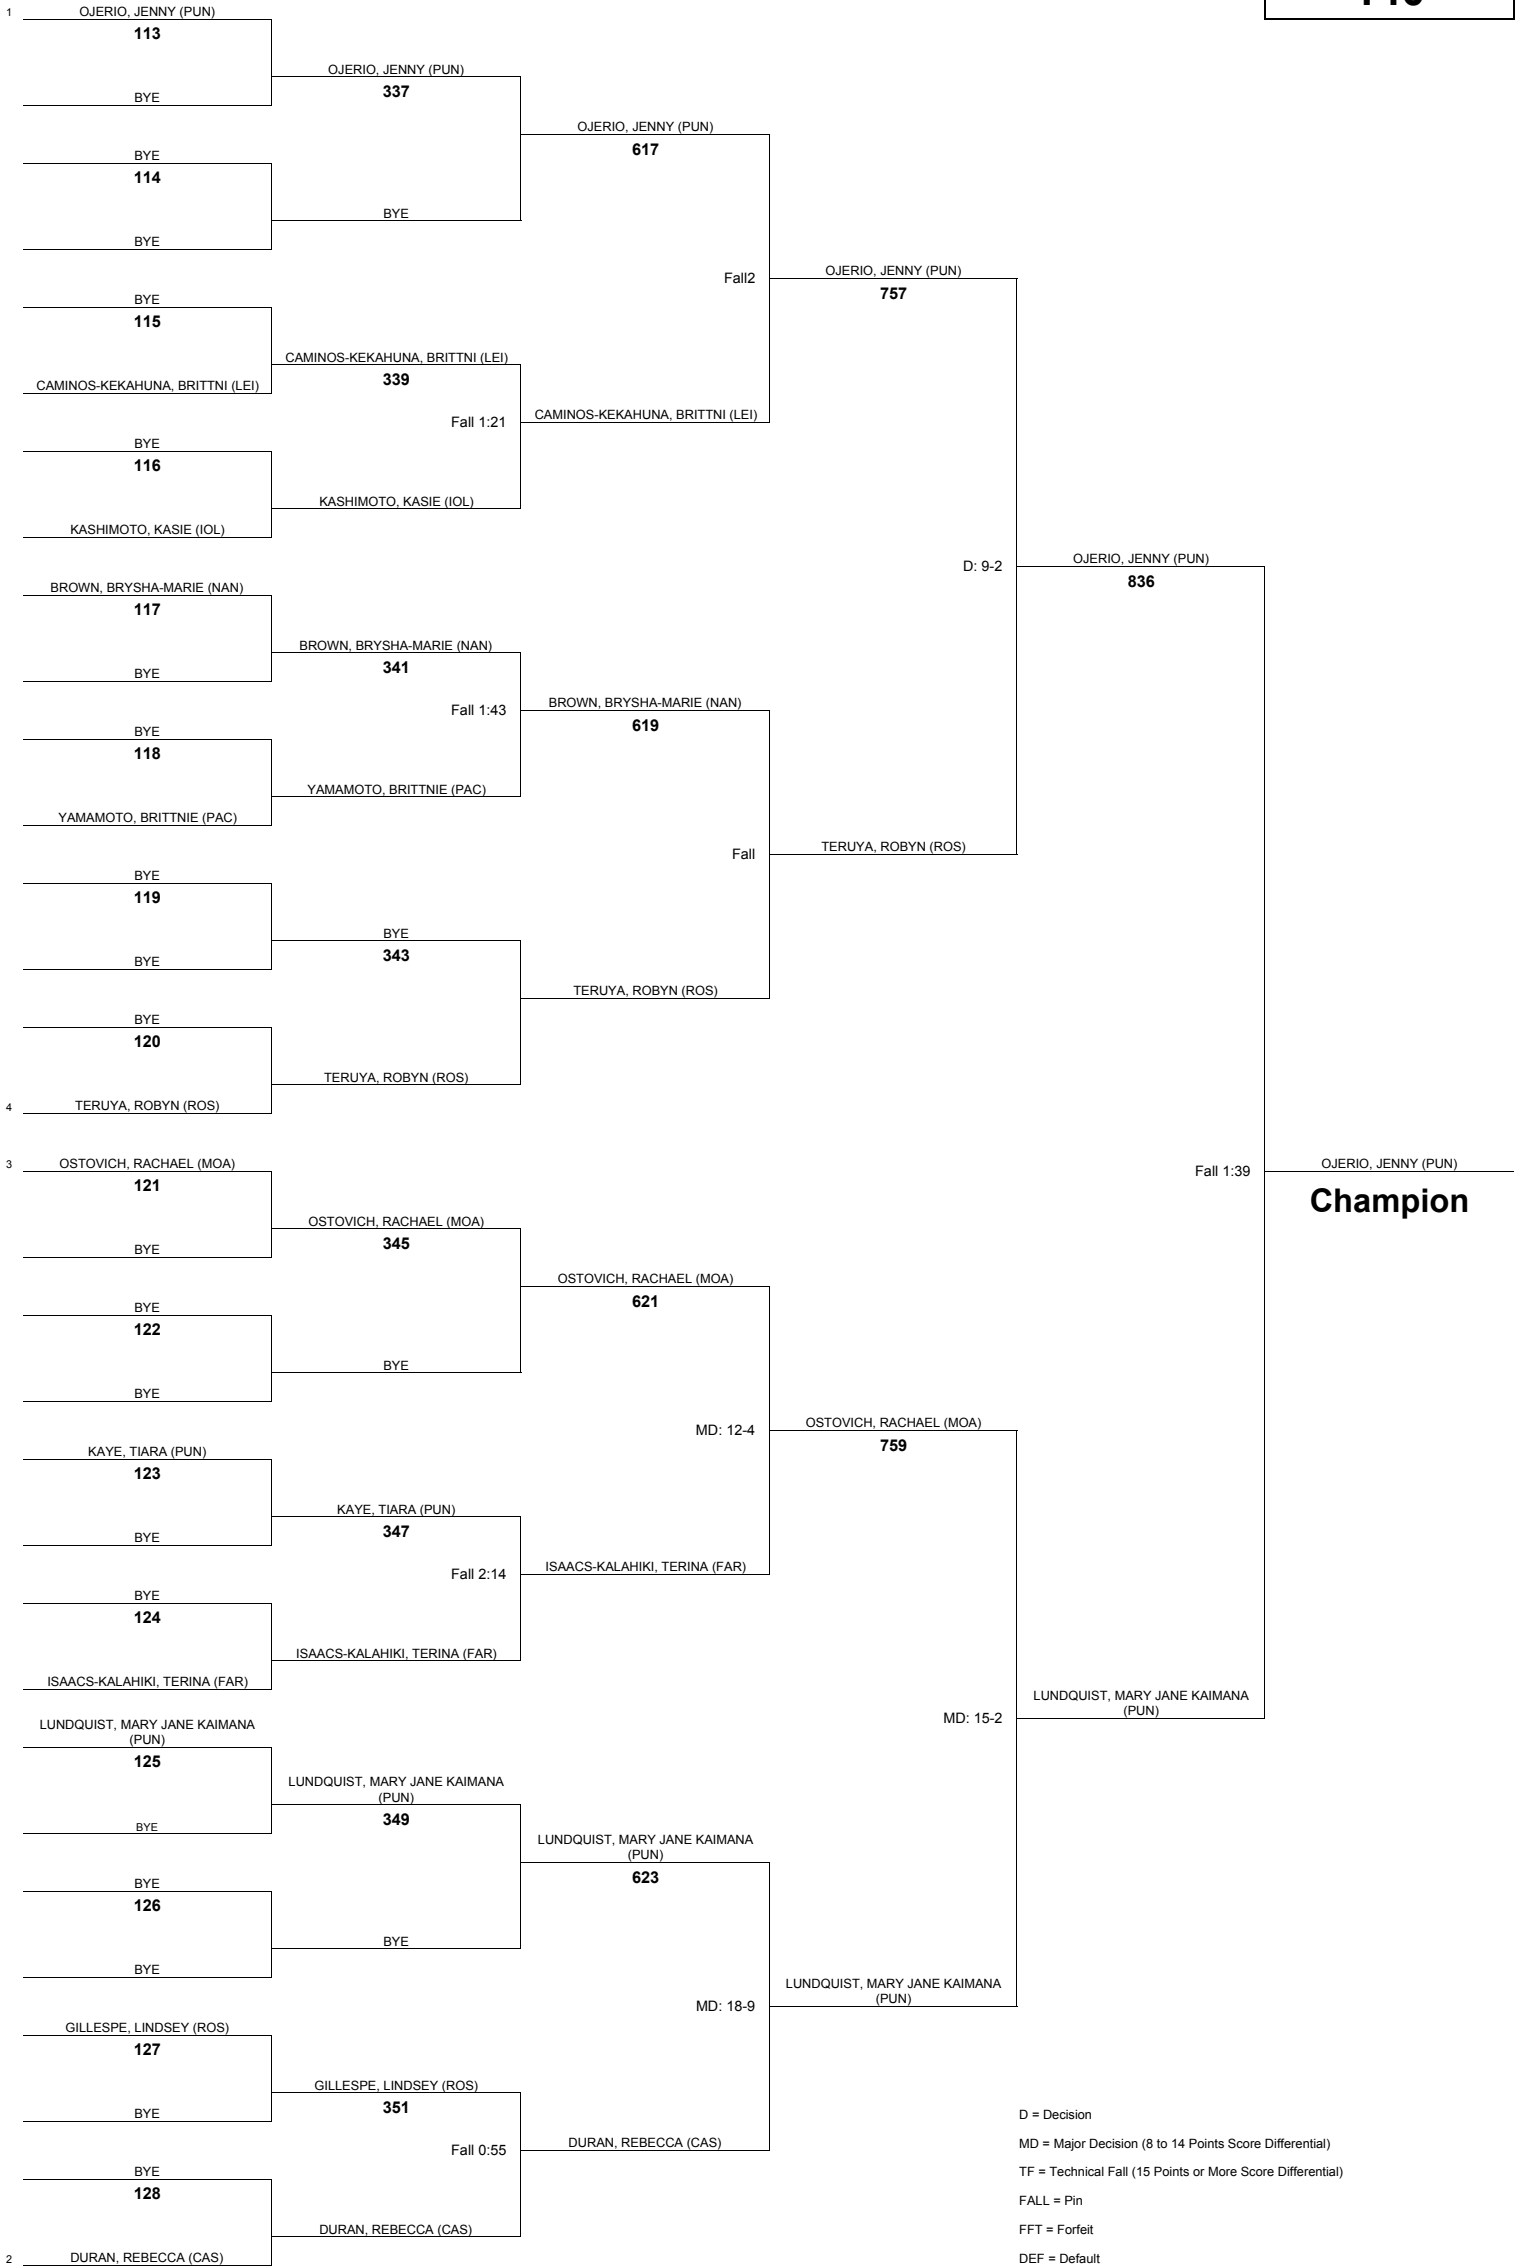 1
OJERIO, JENNY (PUN)
113
BYE
BYE
114
BYE
BYE
115
CAMINOS-KEKAHUNA, BRITTNI (LEI)
BYE
116
KASHIMOTO, KASIE (IOL)
BROWN, BRYSHA-MARIE (NAN)
117
BYE
BYE
118
YAMAMOTO, BRITTNIE (PAC)
BYE
119
BYE
BYE
120
4
TERUYA, ROBYN (ROS)
3
OSTOVICH, RACHAEL (MOA)
121
BYE
BYE
122
BYE
KAYE, TIARA (PUN)
123
BYE
BYE
124
ISAACS-KALAHIKI, TERINA (FAR)
LUNDQUIST, MARY JANE KAIMANA
(PUN)
125
BYE
BYE
126
BYE
GILLESPE, LINDSEY (ROS)
127
BYE
BYE
128
2
DURAN, REBECCA (CAS)
OJERIO, JENNY (PUN)
337
BYE
CAMINOS-KEKAHUNA, BRITTNI (LEI)
339
Fall 1:21
KASHIMOTO, KASIE (IOL)
BROWN, BRYSHA-MARIE (NAN)
341
Fall 1:43
YAMAMOTO, BRITTNIE (PAC)
BYE
343
TERUYA, ROBYN (ROS)
OSTOVICH, RACHAEL (MOA)
345
BYE
KAYE, TIARA (PUN)
347
Fall 2:14
ISAACS-KALAHIKI, TERINA (FAR)
LUNDQUIST, MARY JANE KAIMANA
(PUN)
349
BYE
GILLESPE, LINDSEY (ROS)
351
Fall 0:55
DURAN, REBECCA (CAS)
OJERIO, JENNY (PUN)
617
Fall2
CAMINOS-KEKAHUNA, BRITTNI (LEI)
BROWN, BRYSHA-MARIE (NAN)
619
Fall
TERUYA, ROBYN (ROS)
OSTOVICH, RACHAEL (MOA)
621
MD: 12-4
ISAACS-KALAHIKI, TERINA (FAR)
LUNDQUIST, MARY JANE KAIMANA
(PUN)
623
MD: 18-9
DURAN, REBECCA (CAS)
OJERIO, JENNY (PUN)
757
D: 9-2
TERUYA, ROBYN (ROS)
OSTOVICH, RACHAEL (MOA)
759
MD: 15-2
LUNDQUIST, MARY JANE KAIMANA
(PUN)
OJERIO, JENNY (PUN)
836
Fall 1:39
LUNDQUIST, MARY JANE KAIMANA
(PUN)
OJERIO, JENNY (PUN)
Champion
D = Decision
MD = Major Decision (8 to 14 Points Score Differential)
TF = Technical Fall (15 Points or More Score Differential)
FALL = Pin
FFT = Forfeit
DEF = Default